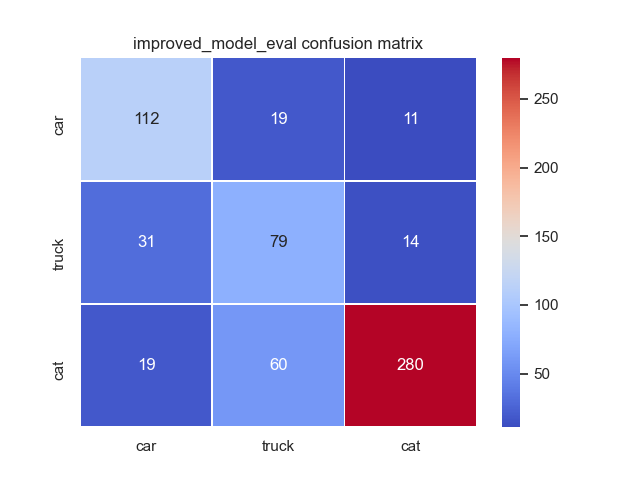 improved_model_eval confusion matrix
car 112 19 11
truck 31 79 14
cat 19 60 280
car truck cat
250
200
150
100
50